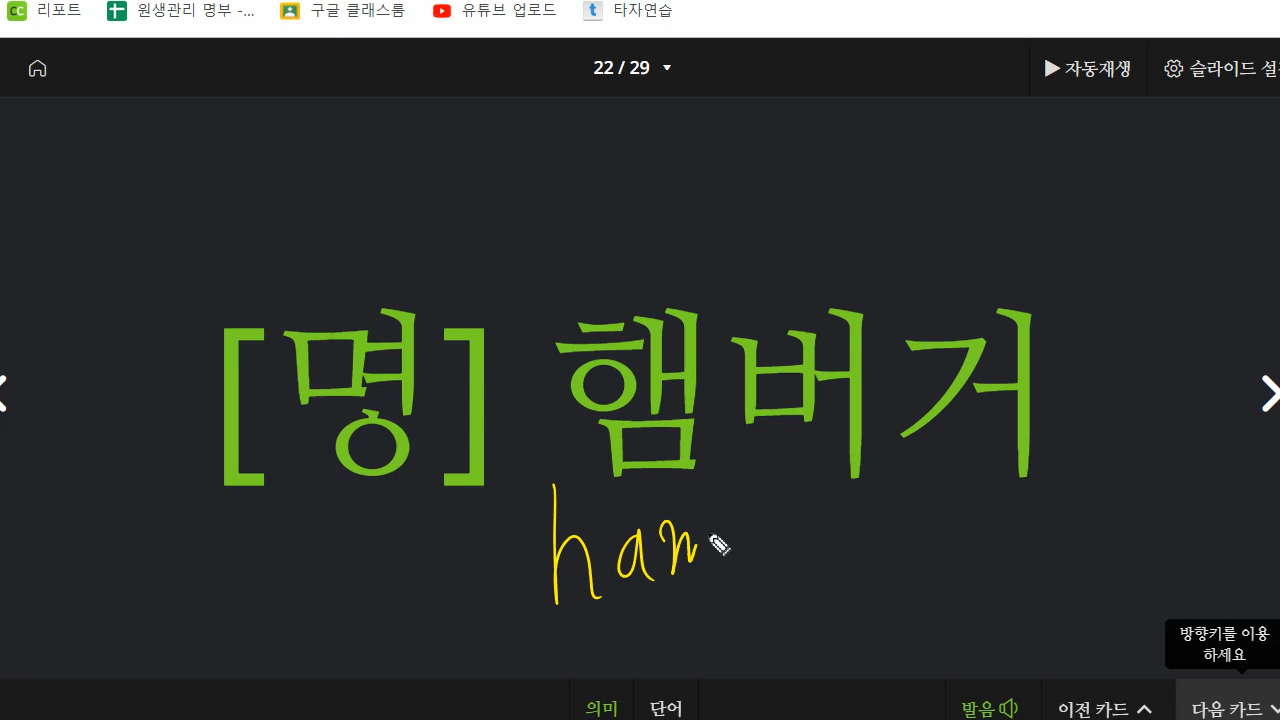 리포트 원생관리 명부 -... 구글 클래스룸 유튜브 업로드 t 타자연습
22 / 29 자동재생 슬라이드 설
[명] 햄버거
ham
방향키를 이용
하세요
의미 단어 발음 이전 카드 다음 카드